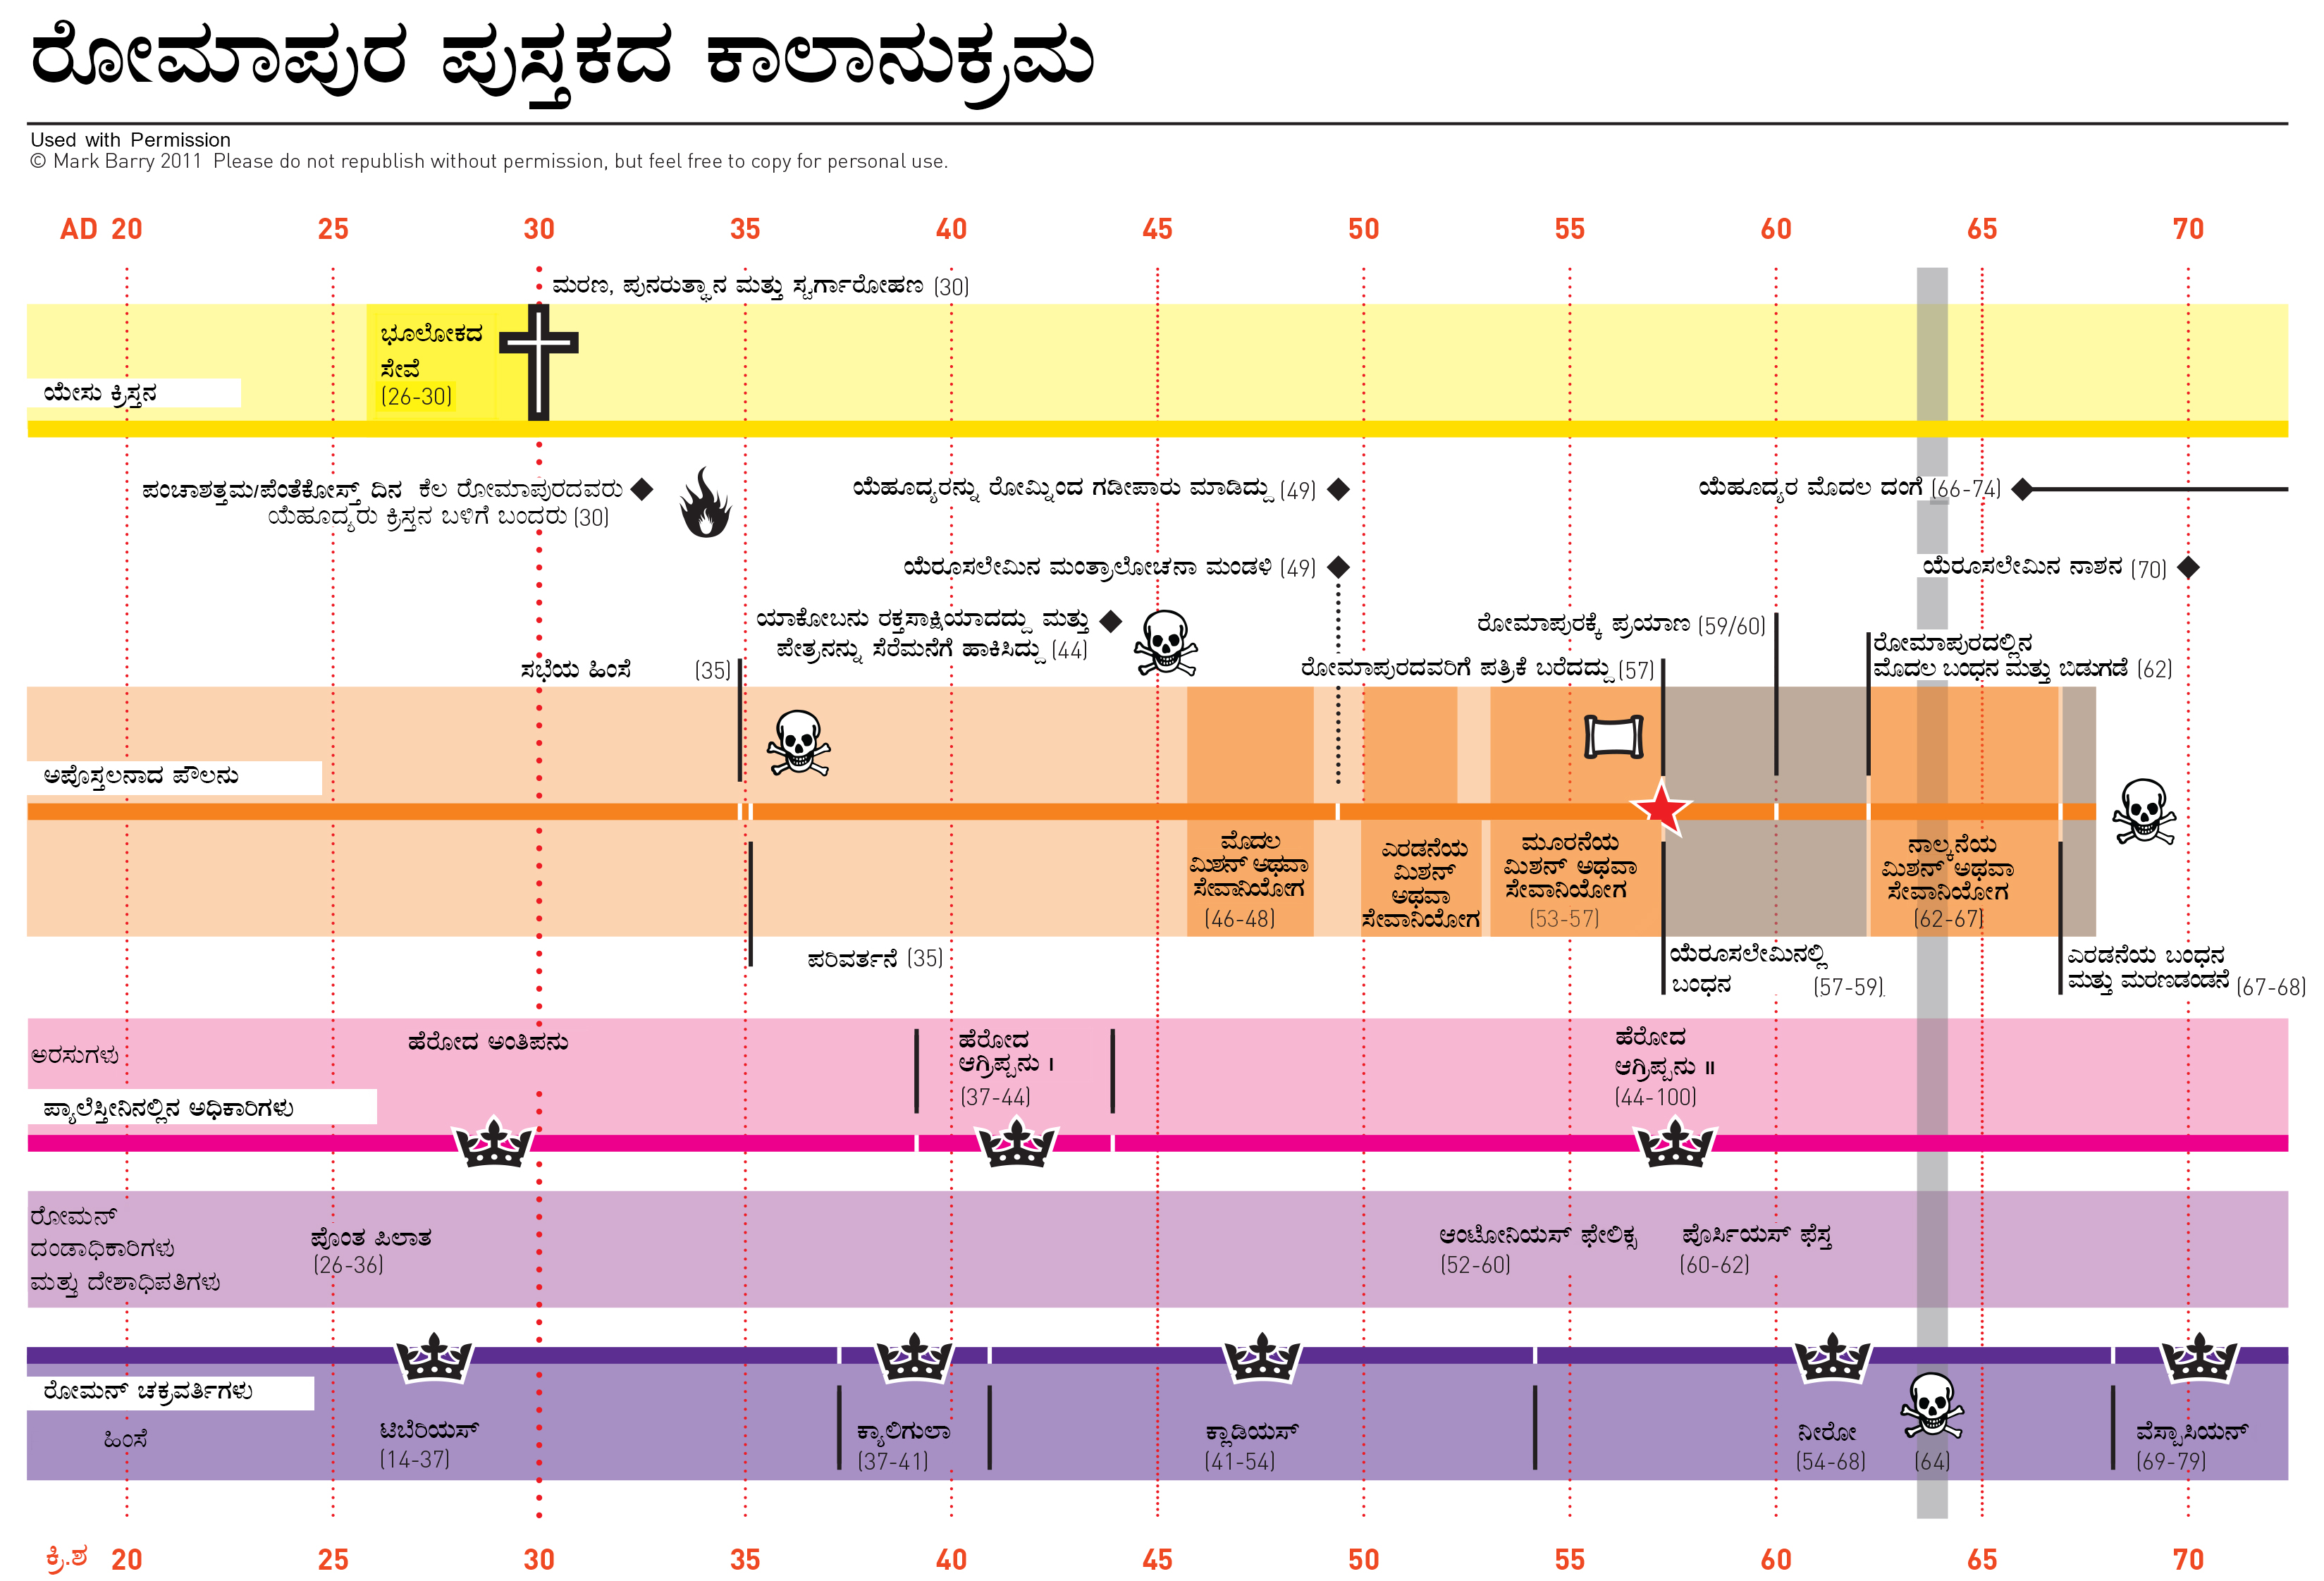 ರೋಮಾಪುರ ಪುಸ್ತಕದ ಕಾಲಾನುಕ್ರಮ
Used with Permission
© Mark Barry 2011 Please do not republish without permission, but feel free to copy for personal use.
AD 20 25 30 35 40 45 50 55 60 65 70
ಮರಣ, ಪುನರುತ್ಥಾನ ಮತ್ತು ಸ್ವರ್ಗಾರೋಹಣ (30)
ಭೂಲೋಕದ
ಸೇವೆ
(26-30)
ಯೇಸು ಕ್ರಿಸ್ತನ
ಪಂಚಾಶತ್ತಮ/ಪೆಂತೆಕೋಸ್ತ್ ದಿನ ಕೆಲ ರೋಮಾಪುರದವರು
ಯೆಹೂದ್ಯರು ಕ್ರಿಸ್ತನ ಬಳಿಗೆ ಬಂದರು (30)
ಯೆಹೂದ್ಯರನ್ನು ರೋಮ್ನಿಂದ ಗಡೀಪಾರು ಮಾಡಿದ್ದು (49)
ಯೆಹೂದ್ಯರ ಮೊದಲ ದಂಗೆ (66-74)
ಯೆರೂಸಲೇಮಿನ ಮಂತ್ರಾಲೋಚನಾ ಮಂಡಳಿ (49)
ಯೆರೂಸಲೇಮಿನ ನಾಶನ (70)
ಯಾಕೋಬನು ರಕ್ತಸಾಕ್ಷಿಯಾದದ್ದು ಮತ್ತು
ಪೇತ್ರನನ್ನು ಸೆರೆಮನೆಗೆ ಹಾಕಿಸಿದ್ದು (44)
ರೋಮಾಪುರಕ್ಕೆ ಪ್ರಯಾಣ (59/60)
ರೋಮಾಪುರದಲ್ಲಿನ
ಮೊದಲ ಬಂಧನ ಮತ್ತು ಬಿಡುಗಡೆ (62)
ಸಭೆಯ ಹಿಂಸೆ (35)
ರೋಮಾಪುರದವರಿಗೆ ಪತ್ರಿಕೆ ಬರೆದದ್ದು (57)
ಅಪೊಸ್ತಲನಾದ ಪೌಲನು
ಮೊದಲ
ಮಿಶನ್ ಅಥವಾ
ಸೇವಾನಿಯೋಗ
(46-48)
ಎರಡನೆಯ
ಮಿಶನ್
ಅಥವಾ
ಸೇವಾನಿಯೋಗ
ಮೂರನೆಯ
ಮಿಶನ್ ಅಥವಾ
ಸೇವಾನಿಯೋಗ
(53-57)
ನಾಲ್ಕನೆಯ
ಮಿಶನ್ ಅಥವಾ
ಸೇವಾನಿಯೋಗ
(62-67)
ಪರಿವರ್ತನೆ (35)
ಯೆರೂಸಲೇಮಿನಲ್ಲಿ
ಬಂಧನ (57-59)
ಎರಡನೆಯ ಬಂಧನ
ಮತ್ತು ಮರಣದಂಡನೆ (67-68)
ಅರಸುಗಳು
ಹೆರೋದ ಅಂತಿಪನು
ಹೆರೋದ
ಆಗ್ರಿಪ್ಪನು I
(37-44)
ಹೆರೋದ
ಆಗ್ರಿಪ್ಪನು II
(44-100)
ಪ್ಯಾಲೆಸ್ತೀನಿನಲ್ಲಿನ ಅಧಿಕಾರಿಗಳು
ರೋಮನ್
ದಂಡಾಧಿಕಾರಿಗಳು
ಮತ್ತು ದೇಶಾಧಿಪತಿಗಳು
ಪೊಂತ ಪಿಲಾತ
(26-36)
ಆಂಟೋನಿಯಸ್ ಫೇಲಿಕ್ಸ
(52-60)
ಪೊರ್ಸಿಯಸ್ ಫೆಸ್ತ
(60-62)
ರೋಮನ್ ಚಕ್ರವರ್ತಿಗಳು
ಹಿಂಸೆ
ಟಿಬೆರಿಯಸ್
(14-37)
ಕ್ಯಾಲಿಗುಲಾ
(37-41)
ಕ್ಲಾಡಿಯಸ್
(41-54)
ನೀರೋ
(54-68)
(64)
ವೆಸ್ಪಾಸಿಯನ್
(69-79)
ಕ್ರಿ.ಶ 20 25 30 35 40 45 50 55 60 65 70